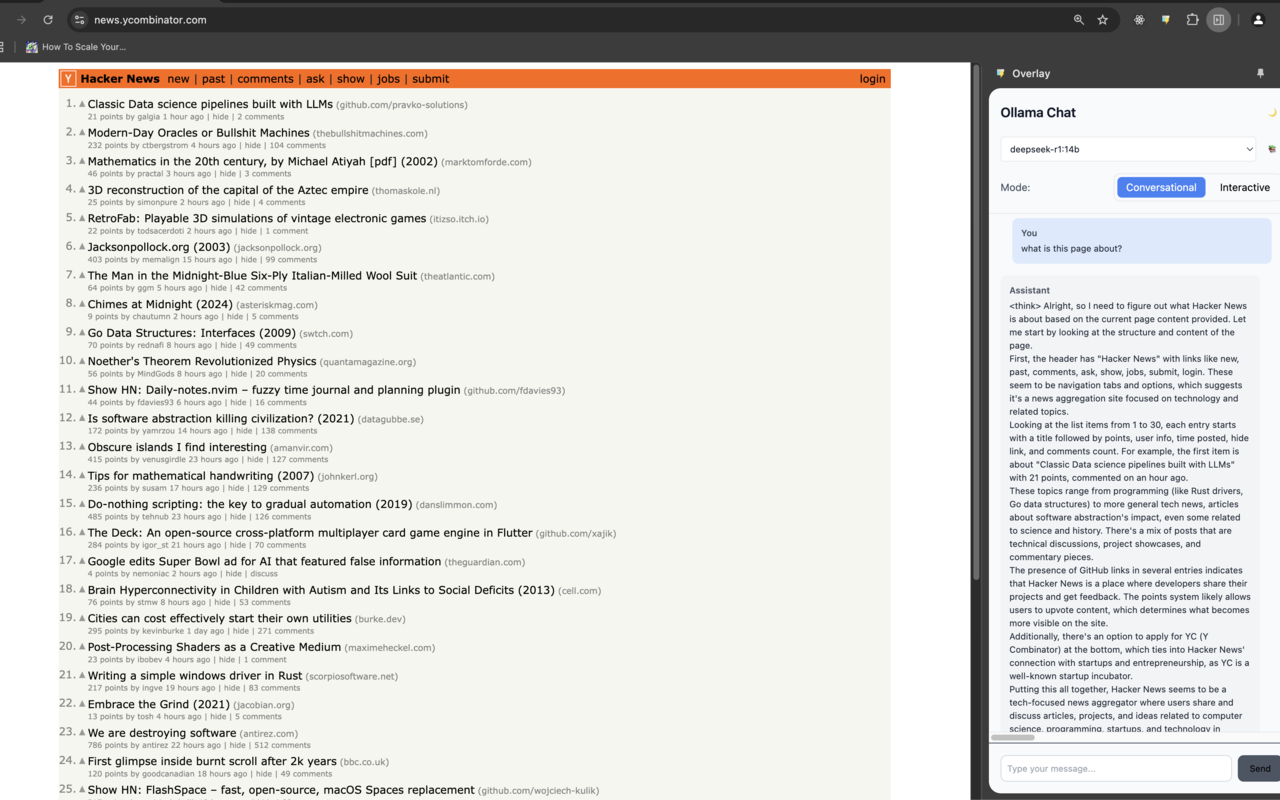 news.ycombinator.com
How To Scale Your...
Y Hacker News new | past | comments | ask | show | jobs | submit login
1. Classic Data science pipelines built with LLMs (github.com/pravko-solutions)
21 points by galgia 1 hour ago | hide | 2 comments
2. Modern-Day Oracles or Bullshit Machines (thebullshitmachines.com)
232 points by ctbergstrom 4 hours ago | hide | 104 comments
3. Mathematics in the 20th century, by Michael Atiyah [pdf] (2002) (marktomforde.com)
46 points by practal 3 hours ago | hide | 3 comments
4. 3D reconstruction of the capital of the Aztec empire (thomaskole.nl)
25 points by simonpure 2 hours ago | hide | 4 comments
5. RetroFab: Playable 3D simulations of vintage electronic games (itizso.itch.io)
22 points by todsacerdoti 2 hours ago | hide | 1 comment
6. Jacksonpollock.org (2003) (jacksonpollock.org)
403 points by memalign 15 hours ago | hide | 99 comments
7. The Man in the Midnight-Blue Six-Ply Italian-Milled Wool Suit (theatlantic.com)
64 points by ggm 5 hours ago | hide | 42 comments
8. Chimes at Midnight (2024) (asteriskmag.com)
9 points by chautumn 2 hours ago | hide | 5 comments
9. Go Data Structures: Interfaces (2009) (swtch.com)
70 points by rednafi 8 hours ago | hide | 49 comments
10. Noether's Theorem Revolutionized Physics (quantamagazine.org)
56 points by MindGods 8 hours ago | hide | 20 comments
11. Show HN: Daily-notes.nvim – fuzzy time journal and planning plugin (github.com/fdavies93)
44 points by fdavies93 6 hours ago | hide | 16 comments
12. Is software abstraction killing civilization? (2021) (datagubbe.se)
172 points by yamrzou 14 hours ago | hide | 138 comments
13. Obscure islands I find interesting (amanvir.com)
415 points by venusgirdle 23 hours ago | hide | 127 comments
14. Tips for mathematical handwriting (2007) (johnkerl.org)
236 points by susam 17 hours ago | hide | 129 comments
15. Do-nothing scripting: the key to gradual automation (2019) (danslimmon.com)
485 points by tehnub 23 hours ago | hide | 126 comments
16. The Deck: An open-source cross-platform multiplayer card game engine in Flutter (github.com/xajik)
284 points by igor_st 21 hours ago | hide | 70 comments
17. Google edits Super Bowl ad for AI that featured false information (theguardian.com)
4 points by nemoniac 2 hours ago | hide | discuss
18. Brain Hyperconnectivity in Children with Autism and Its Links to Social Deficits (2013) (cell.com)
76 points by stmw 8 hours ago | hide | 53 comments
19. Cities can cost effectively start their own utilities (burke.dev)
295 points by kevinburke 1 day ago | hide | 271 comments
20. Post-Processing Shaders as a Creative Medium (maximeheckel.com)
23 points by ibobev 4 hours ago | hide | 1 comment
21. Writing a simple windows driver in Rust (scorpiosoftware.net)
217 points by ingve 19 hours ago | hide | 83 comments
22. Embrace the Grind (2021) (jacobian.org)
13 points by tosh 4 hours ago | hide | 5 comments
23. We are destroying software (antirez.com)
786 points by antirez 22 hours ago | hide | 512 comments
24. First glimpse inside burnt scroll after 2k years (bbc.co.uk)
120 points by goodcanadian 18 hours ago | hide | 49 comments
25. Show HN: FlashSpace – fast, open-source, macOS Spaces replacement (github.com/wojciech-kulik)
Overlay
Ollama Chat
deepseek-r1:14b
Mode: Conversational Interactive
You
what is this page about?
Assistant
<think> Alright, so I need to figure out what Hacker News
is about based on the current page content provided. Let
me start by looking at the structure and content of the
page.
First, the header has "Hacker News" with links like new,
past, comments, ask, show, jobs, submit, login. These
seem to be navigation tabs and options, which suggests
it's a news aggregation site focused on technology and
related topics.
Looking at the list items from 1 to 30, each entry starts
with a title followed by points, user info, time posted, hide
link, and comments count. For example, the first item is
about "Classic Data science pipelines built with LLMs"
with 21 points, commented on an hour ago.
These topics range from programming (like Rust drivers,
Go data structures) to more general tech news, articles
about software abstraction's impact, even some related
to science and history. There's a mix of posts that are
technical discussions, project showcases, and
commentary pieces.
The presence of GitHub links in several entries indicates
that Hacker News is a place where developers share their
projects and get feedback. The points system likely allows
users to upvote content, which determines what becomes
more visible on the site.
Additionally, there's an option to apply for YC (Y
Combinator) at the bottom, which ties into Hacker News'
connection with startups and entrepreneurship, as YC is a
well-known startup incubator.
Putting this all together, Hacker News seems to be a
tech-focused news aggregator where users share and
discuss articles, projects, and ideas related to computer
science, programming, startups, and technology in
Type your message...
Send